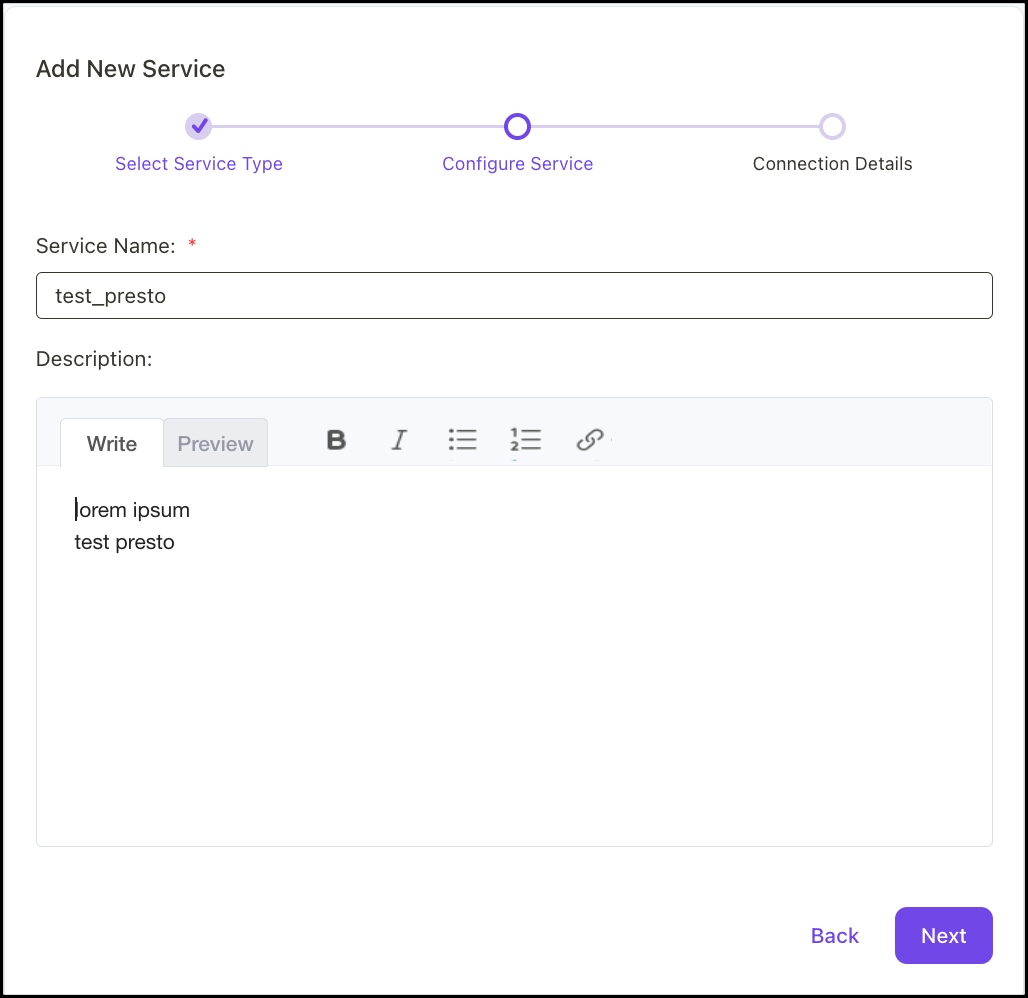 Add New Service
Select Service Type
Configure Service
Connection Details
Service Name: *
test_presto
Description:
Write Preview B I
lorem ipsum
test presto
Back Next